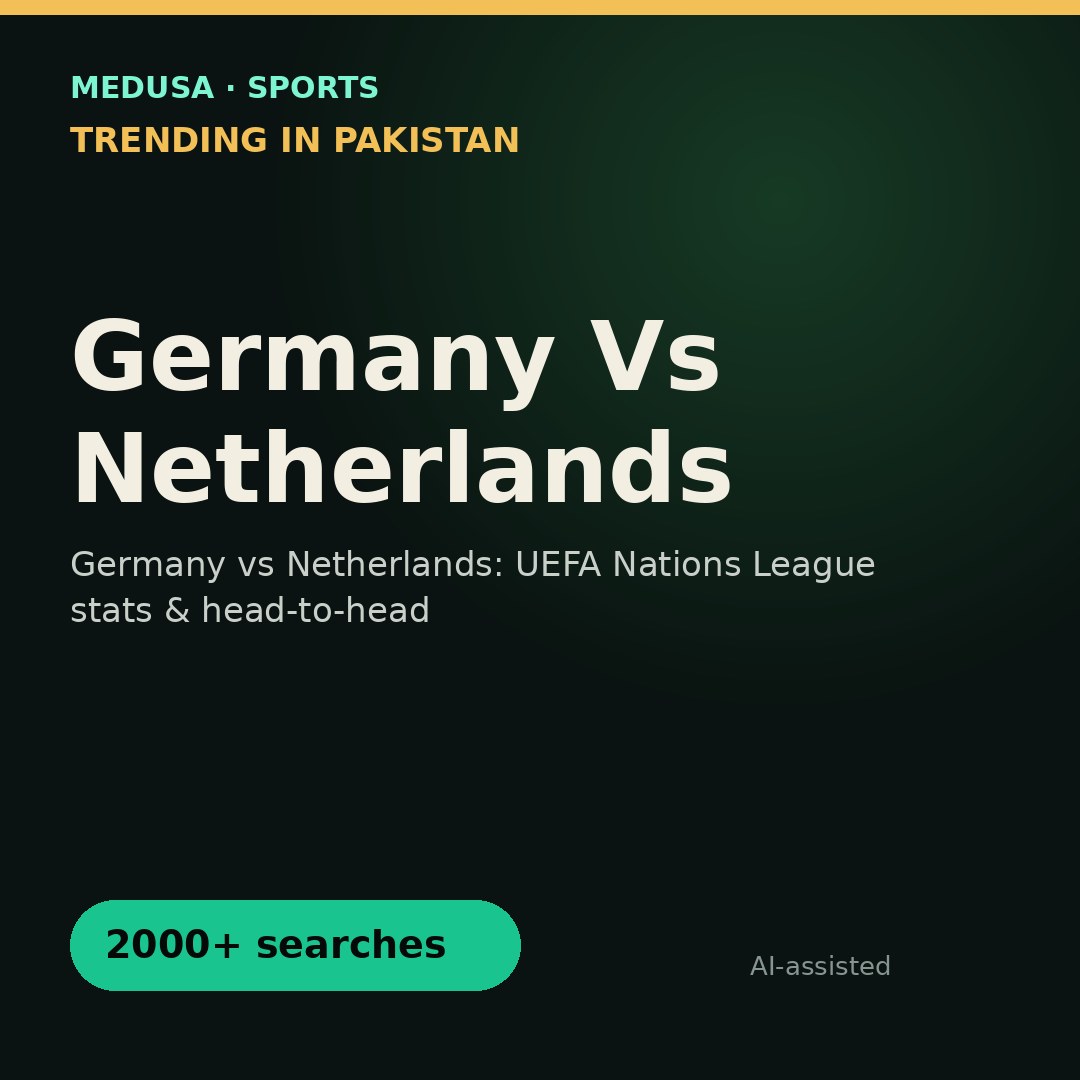 MEDUSA · SPORTS
TRENDING IN PAKISTAN
Germany Vs
Netherlands
Germany vs Netherlands: UEFA Nations League
stats & head-to-head
2000+ searches
AI-assisted